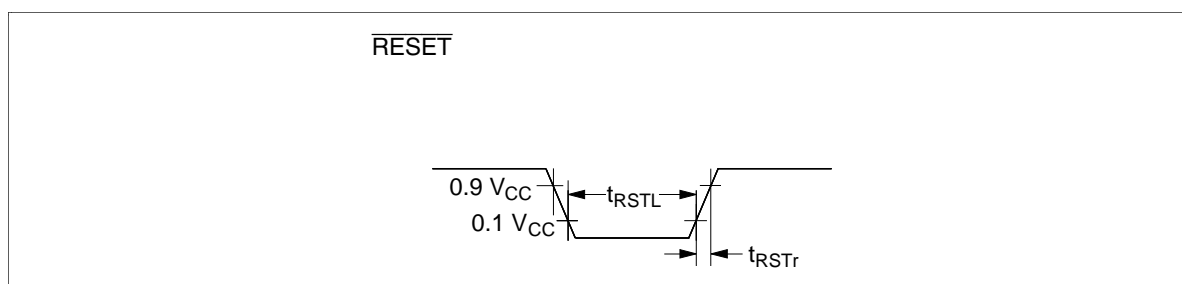 RESET
0.9 VCC
tRSTL
0.1 VCC
tRSTr